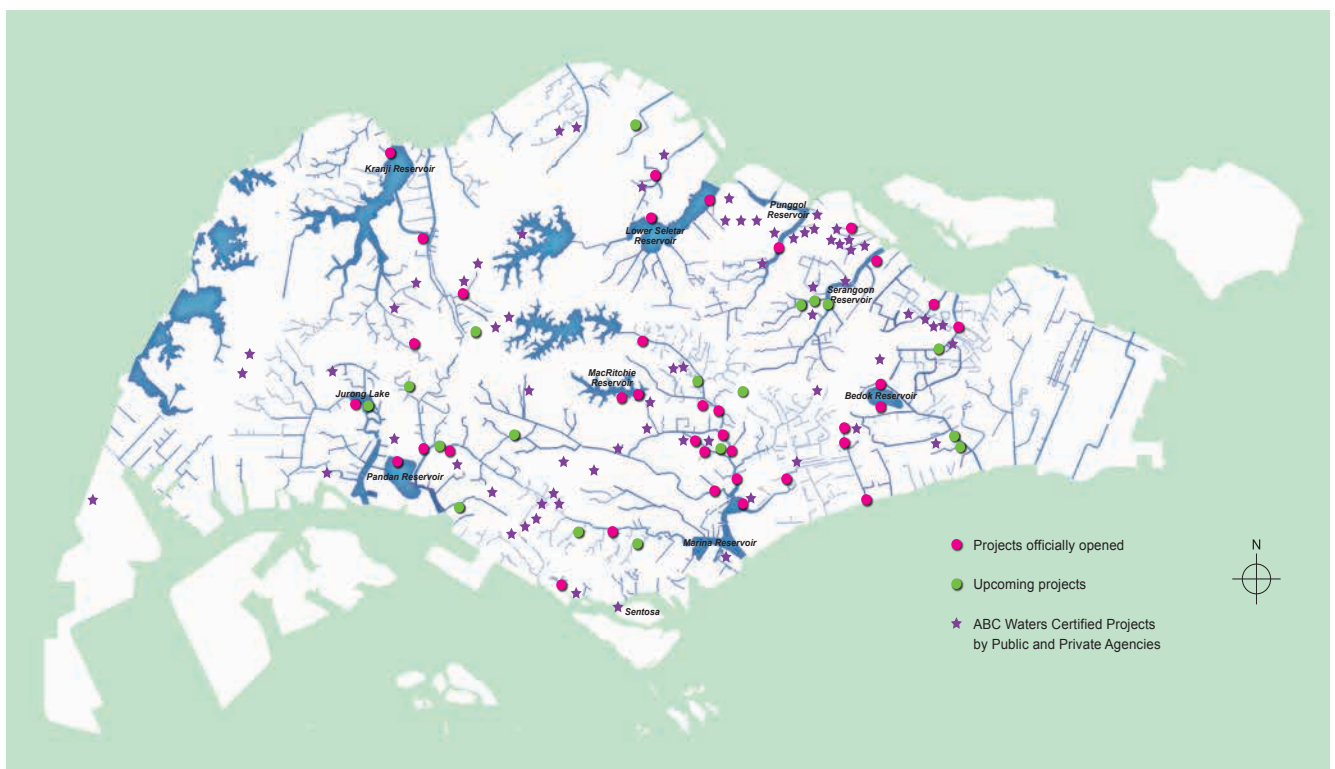 Kranji Reservoir
Punggol
Reservoir
Lower Seletar
Reservoir
Serangoon
Reservoir
MacRitchie
Reservoir
Jurong Lake
Bedok Reservoir
Pandan Reservoir
Marina Reservoir
Sentosa
Projects officially opened
Upcoming projects
ABC Waters Certified Projects
by Public and Private Agencies
N